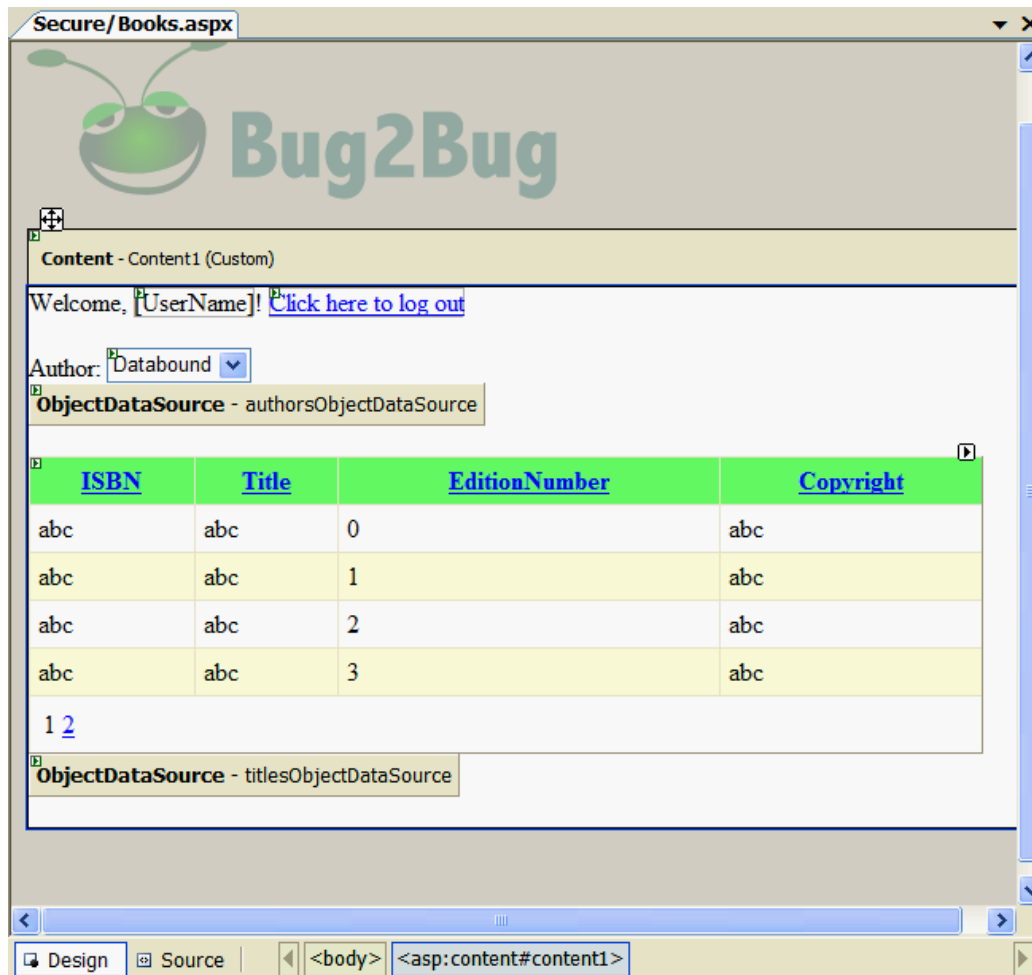 Secure/Books.aspx
Bug2Bug
Content - Content1 (Custom)
Welcome, [UserName]! Click here to log out
Author: Databound
ObjectDataSource - authorsObjectDataSource
ISBN Title EditionNumber Copyright
abc abc 0 abc
abc abc 1 abc
abc abc 2 abc
abc abc 3 abc
1 2
ObjectDataSource - titlesObjectDataSource
Design Source <body> <asp:content#content1>